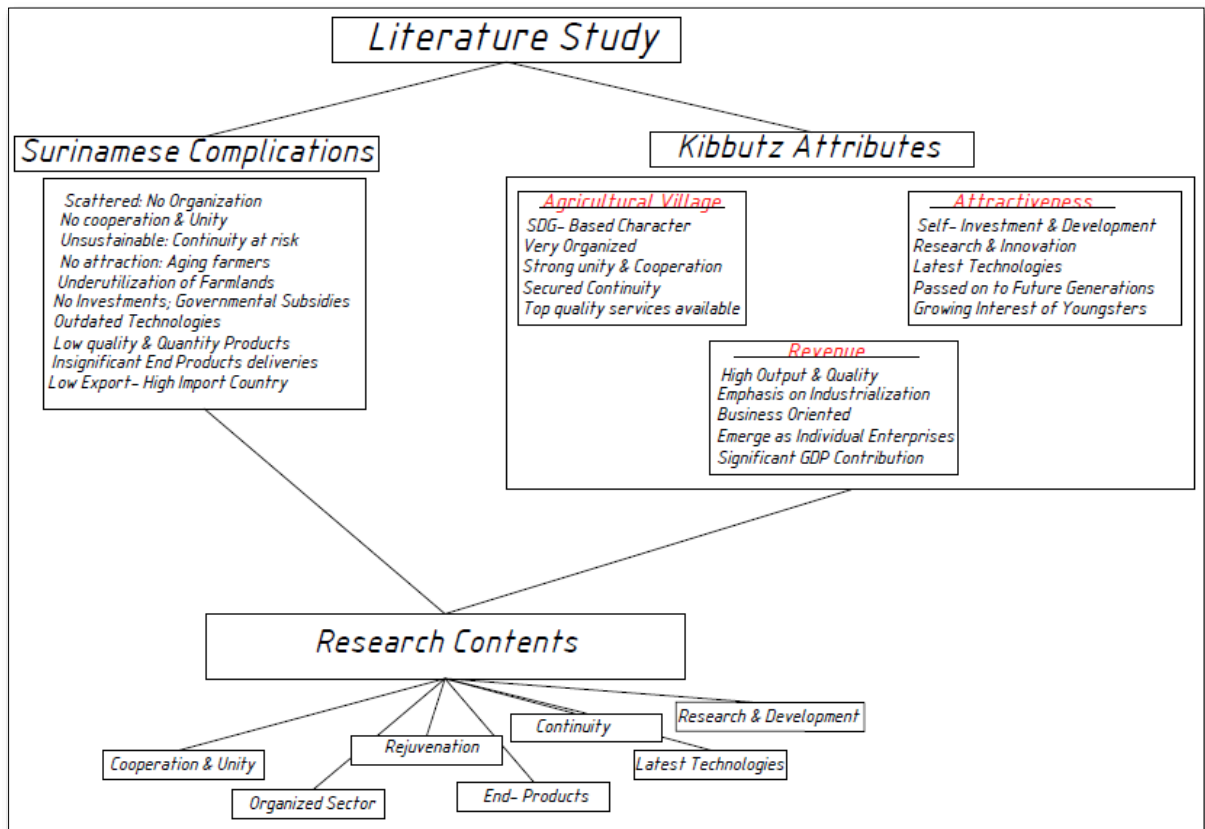 Literature Study
Surinamese Complications
Scattered: No Organization
No cooperation & Unity
Unsustainable: Continuity at risk
No attraction: Aging farmers
Underutilization of Farmlands
No Investments; Governmental Subsidies
Outdated Technologies
Low quality & Quantity Products
Insignificant End Products deliveries
Low Export- High Import Country
Kibbutz Attributes
Agricultural Village
SDG- Based Character
Very Organized
Strong unity & Cooperation
Secured Continuity
Top quality services available
Attractiveness
Self- Investment & Development
Research & Innovation
Latest Technologies
Passed on to Future Generations
Growing Interest of Youngsters
Revenue
High Output & Quality
Emphasis on Industrialization
Business Oriented
Emerge as Individual Enterprises
Significant GDP Contribution
Research Contents
Cooperation & Unity
Organized Sector
Rejuvenation
End- Products
Continuity
Latest Technologies
Research & Development